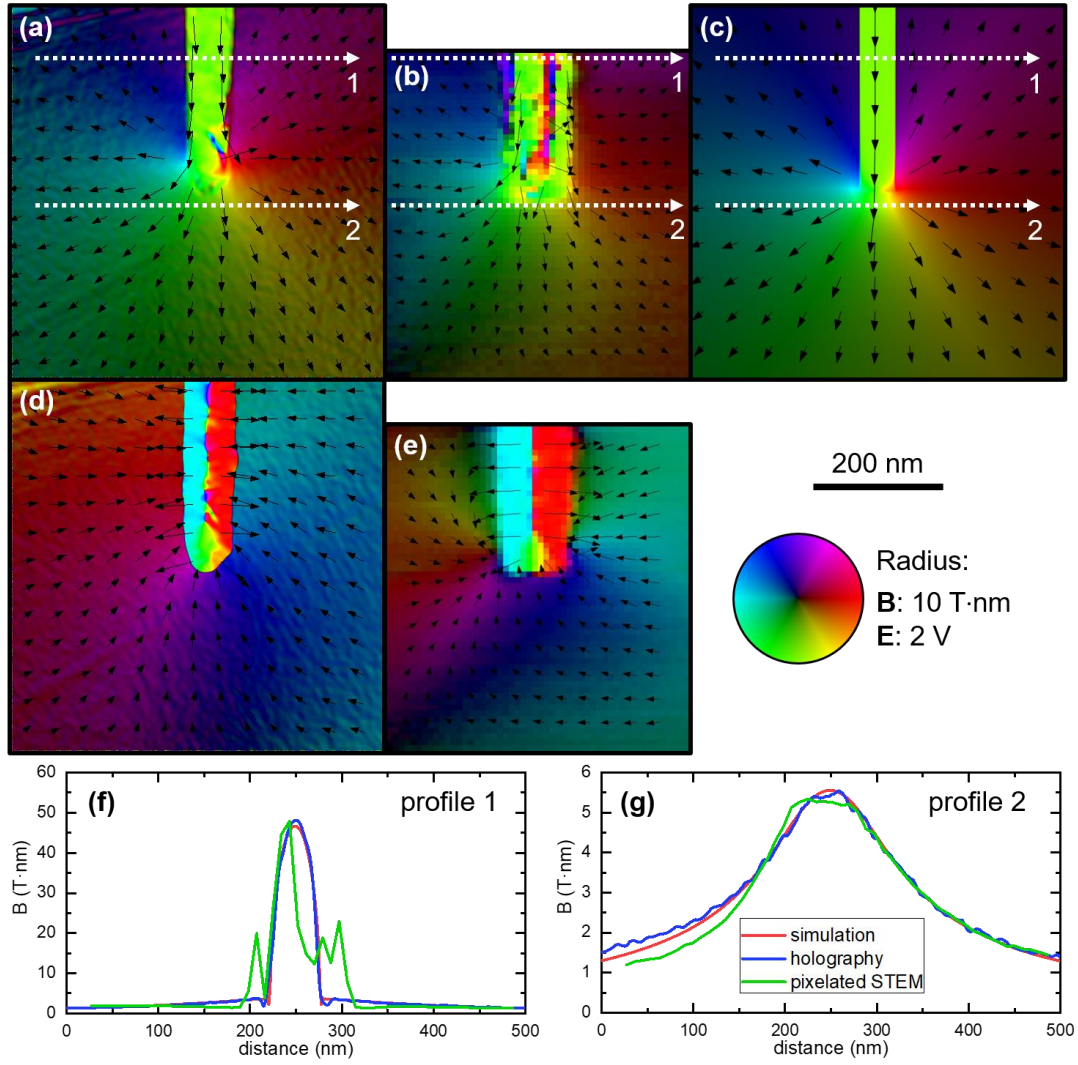 (a)
1
2
(b)
1
2
(c)
1
2
(d)
(e)
200 nm
Radius:
B: 10 T·nm
E: 2 V
(f)
profile 1
60
50
40
30
20
10
0
B (T·nm)
0
100
200
300
400
500
distance (nm)
(g)
profile 2
6
5
4
3
2
1
0
B (T·nm)
simulation
holography
pixelated STEM
0
100
200
300
400
500
distance (nm)